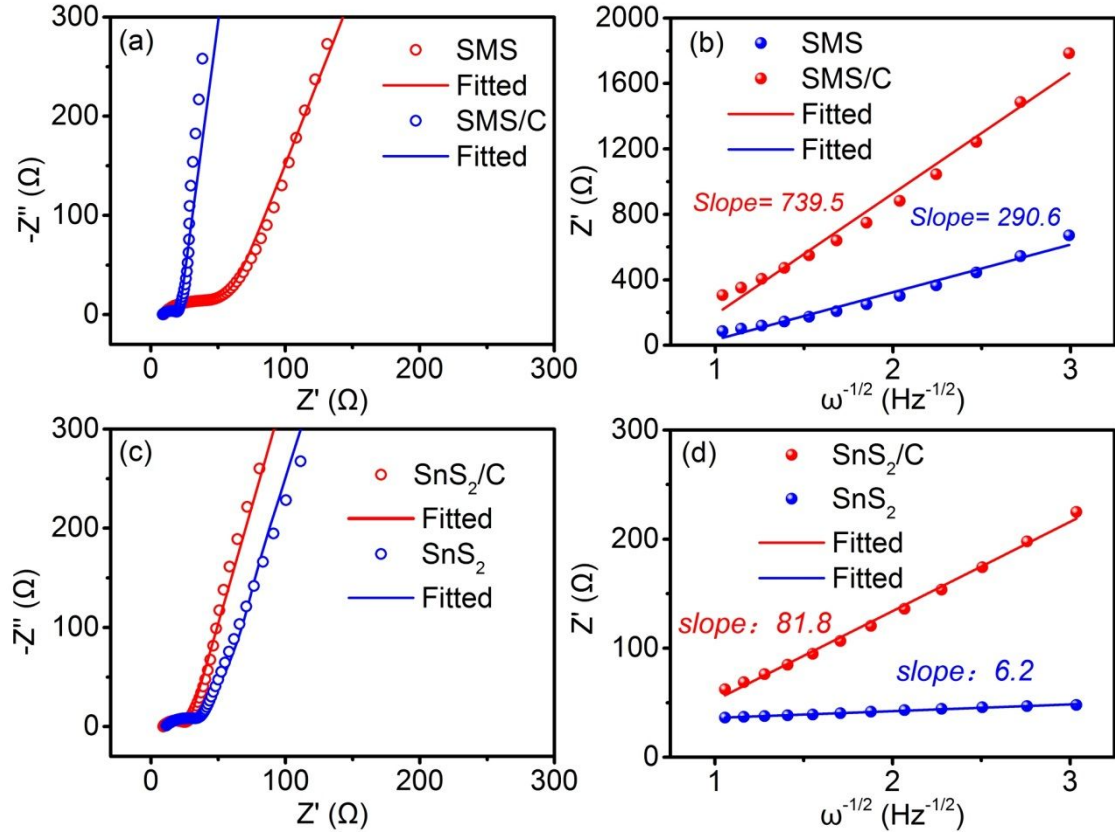 (a)
300
200
100
0
-Z" (Ω)
SMS
Fitted
SMS/C
Fitted
0 100 200 300
Z' (Ω)
(b)
2000
1600
1200
800
400
0
Z' (Ω)
SMS
SMS/C
Fitted
Fitted
Slope= 739.5
Slope= 290.6
1 2 3
ω-1/2 (Hz-1/2)
(c)
300
200
100
0
-Z" (Ω)
SnS2/C
Fitted
SnS2
Fitted
0 100 200 300
Z' (Ω)
(d)
300
200
100
0
Z' (Ω)
SnS2/C
SnS2
Fitted
Fitted
slope：81.8
slope：6.2
1 2 3
ω-1/2 (Hz-1/2)